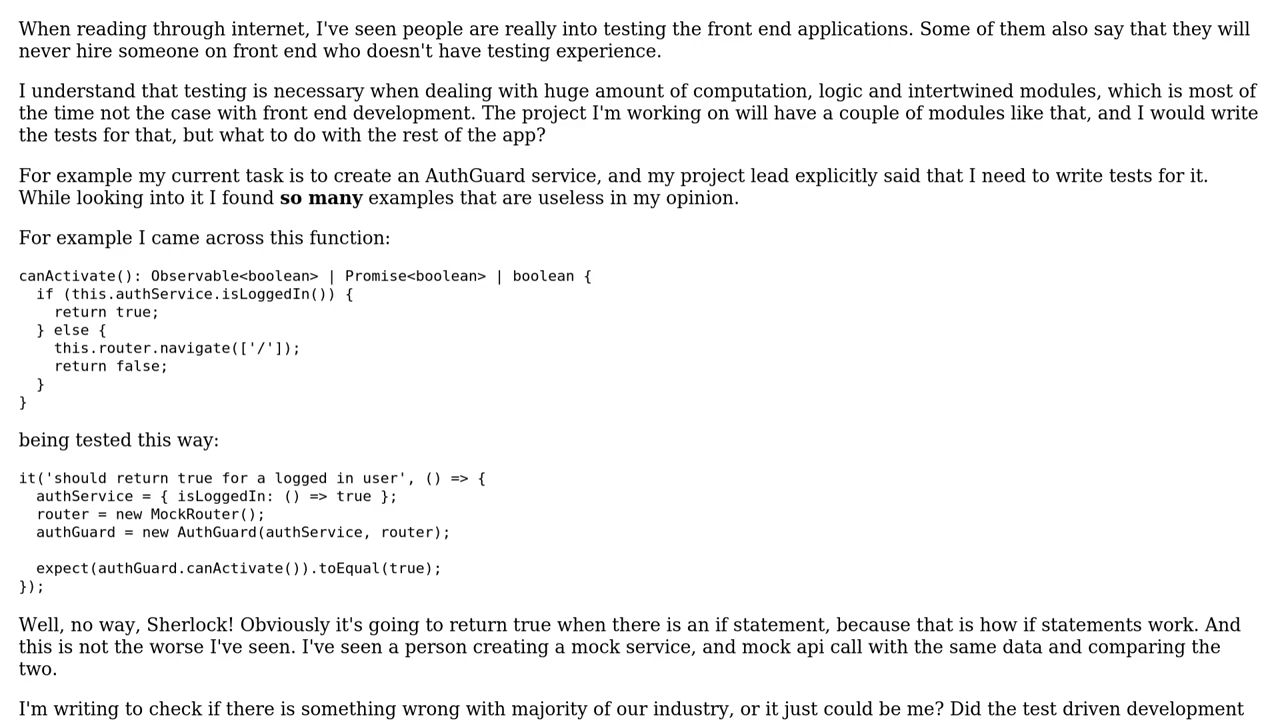 When reading through internet, I've seen people are really into testing the front end applications. Some of them also say that they will
never hire someone on front end who doesn't have testing experience.
I understand that testing is necessary when dealing with huge amount of computation, logic and intertwined modules, which is most of
the time not the case with front end development. The project I'm working on will have a couple of modules like that, and I would write
the tests for that, but what to do with the rest of the app?
For example my current task is to create an AuthGuard service, and my project lead explicitly said that I need to write tests for it.
While looking into it I found so many examples that are useless in my opinion.
For example I came across this function:
canActivate(): Observable<boolean> | Promise<boolean> | boolean {
  if (this.authService.isLoggedIn()) {
    return true;
  } else {
    this.router.navigate(['/']);
    return false;
  }
}
being tested this way:
it('should return true for a logged in user', () => {
  authService = { isLoggedIn: () => true };
  router = new MockRouter();
  authGuard = new AuthGuard(authService, router);
  expect(authGuard.canActivate()).toEqual(true);
});
Well, no way, Sherlock! Obviously it's going to return true when there is an if statement, because that is how if statements work. And
this is not the worse I've seen. I've seen a person creating a mock service, and mock api call with the same data and comparing the
two.
I'm writing to check if there is something wrong with majority of our industry, or it just could be me? Did the test driven development